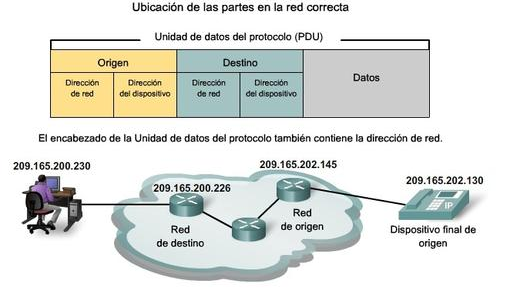 Ubicación de las partes en la red correcta
Unidad de datos del protocolo (PDU)
Origen
Destino
Datos
Dirección
de red
Dirección
del dispositivo
Dirección
de red
Dirección
del dispositivo
El encabezado de la Unidad de datos del protocolo también contiene la dirección de red.
209.165.200.230
209.165.200.226
209.165.202.145
209.165.202.130
Red
de destino
Red
de origen
IP
Dispositivo final de
origen